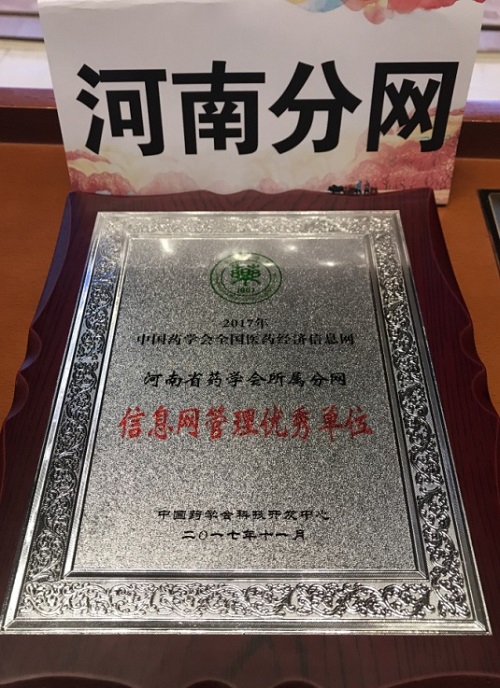 河南分网
藥
1907
2017年
中国药学会全国医药经济信息网
河南省药学会所属分网
信息网管理优秀单位
中国药学会科技开发中心
二〇一七年十一月